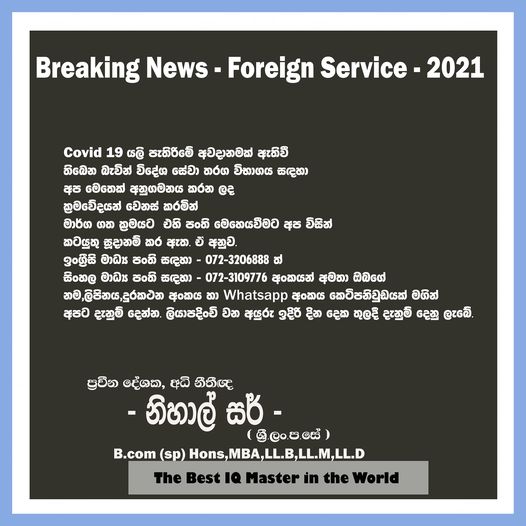 Breaking News - Foreign Service - 2021
Covid 19 යලි පැතිරීමේ අවදානමක් ඇතිවී
තිබෙන බැවින් විදේශ සේවා තරග විභාගය සඳහා
අප මෙතෙක් අනුගමනය කරන ලද
ක්‍රමවේදයන් වෙනස් කරමින්
මාර්ග ගත ක්‍රමයට එහි පංති මෙහෙයවීමට අප විසින්
කටයුතු සූදානම් කර ඇත. ඒ අනුව.
ඉංග්‍රීසි මාධ්‍ය පංති සඳහා - 072-3206888 ත්
සිංහල මාධ්‍ය පංති සඳහා - 072-3109776 අංකයන් අමතා ඔබගේ
නම,ලිපිනය,දුරකථන අංකය හා Whatsapp අංකය කෙටිපනිවුඩයක් මගින්
අපට දැනුම් දෙන්න. ලියාපදිංචි වන අයුරු ඉදිරි දින දෙක තුලදී දැනුම් දෙනු ලැබේ.
ප්‍රවීන දේශක, අධි නීතීඥ
- නිහාල් සර් -
( ශ්‍රී.ලං.ප.සේ )
B.com (sp) Hons,MBA,LL.B,LL.M,LL.D
The Best IQ Master in the World